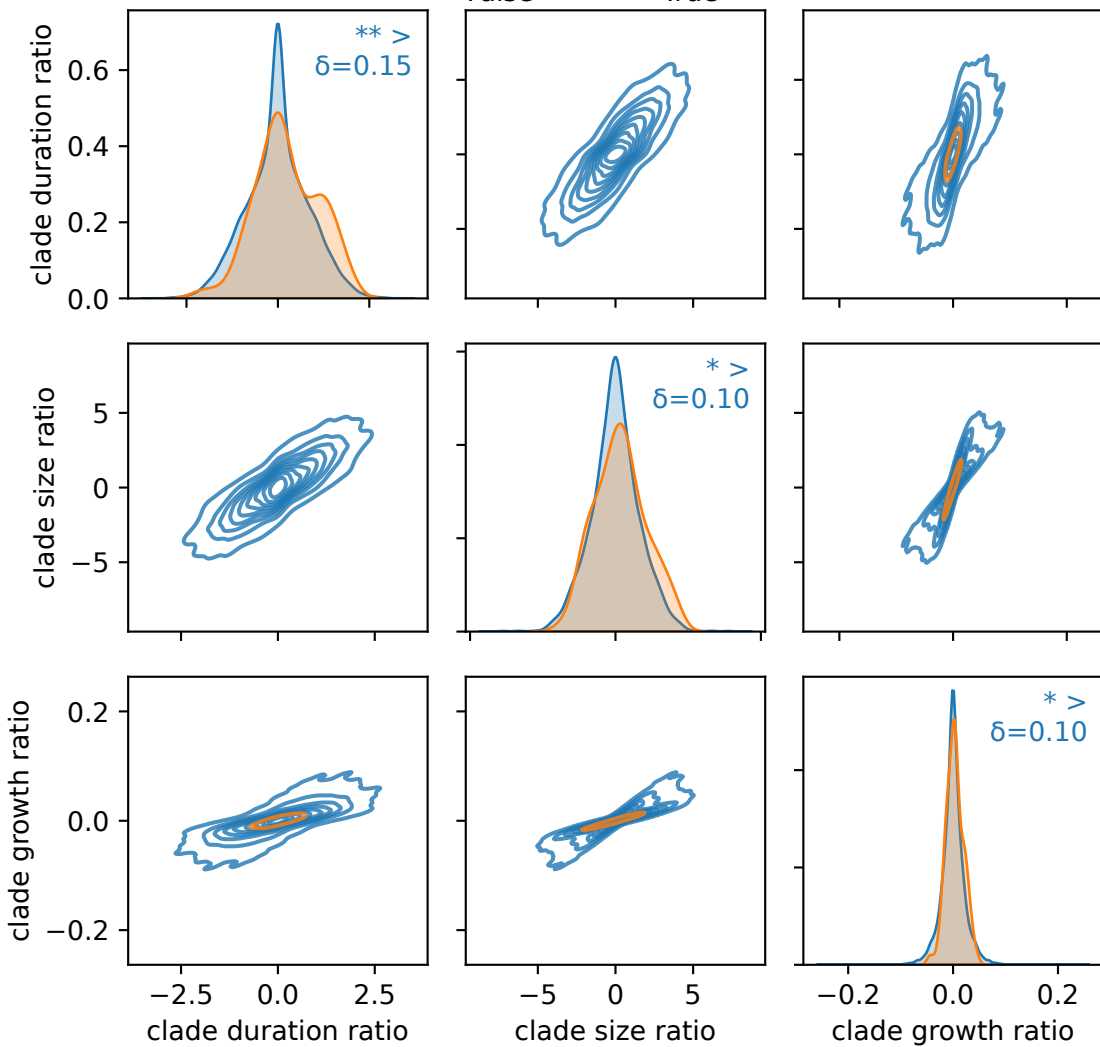 clade duration ratio
0.6
0.4
0.2
0.0
** >
δ=0.15
clade size ratio
5
0
−5
* >
δ=0.10
clade growth ratio
0.2
0.0
−0.2
* >
δ=0.10
−2.5 0.0 2.5
−5 0 5
−0.2 0.0 0.2
clade duration ratio
clade size ratio
clade growth ratio